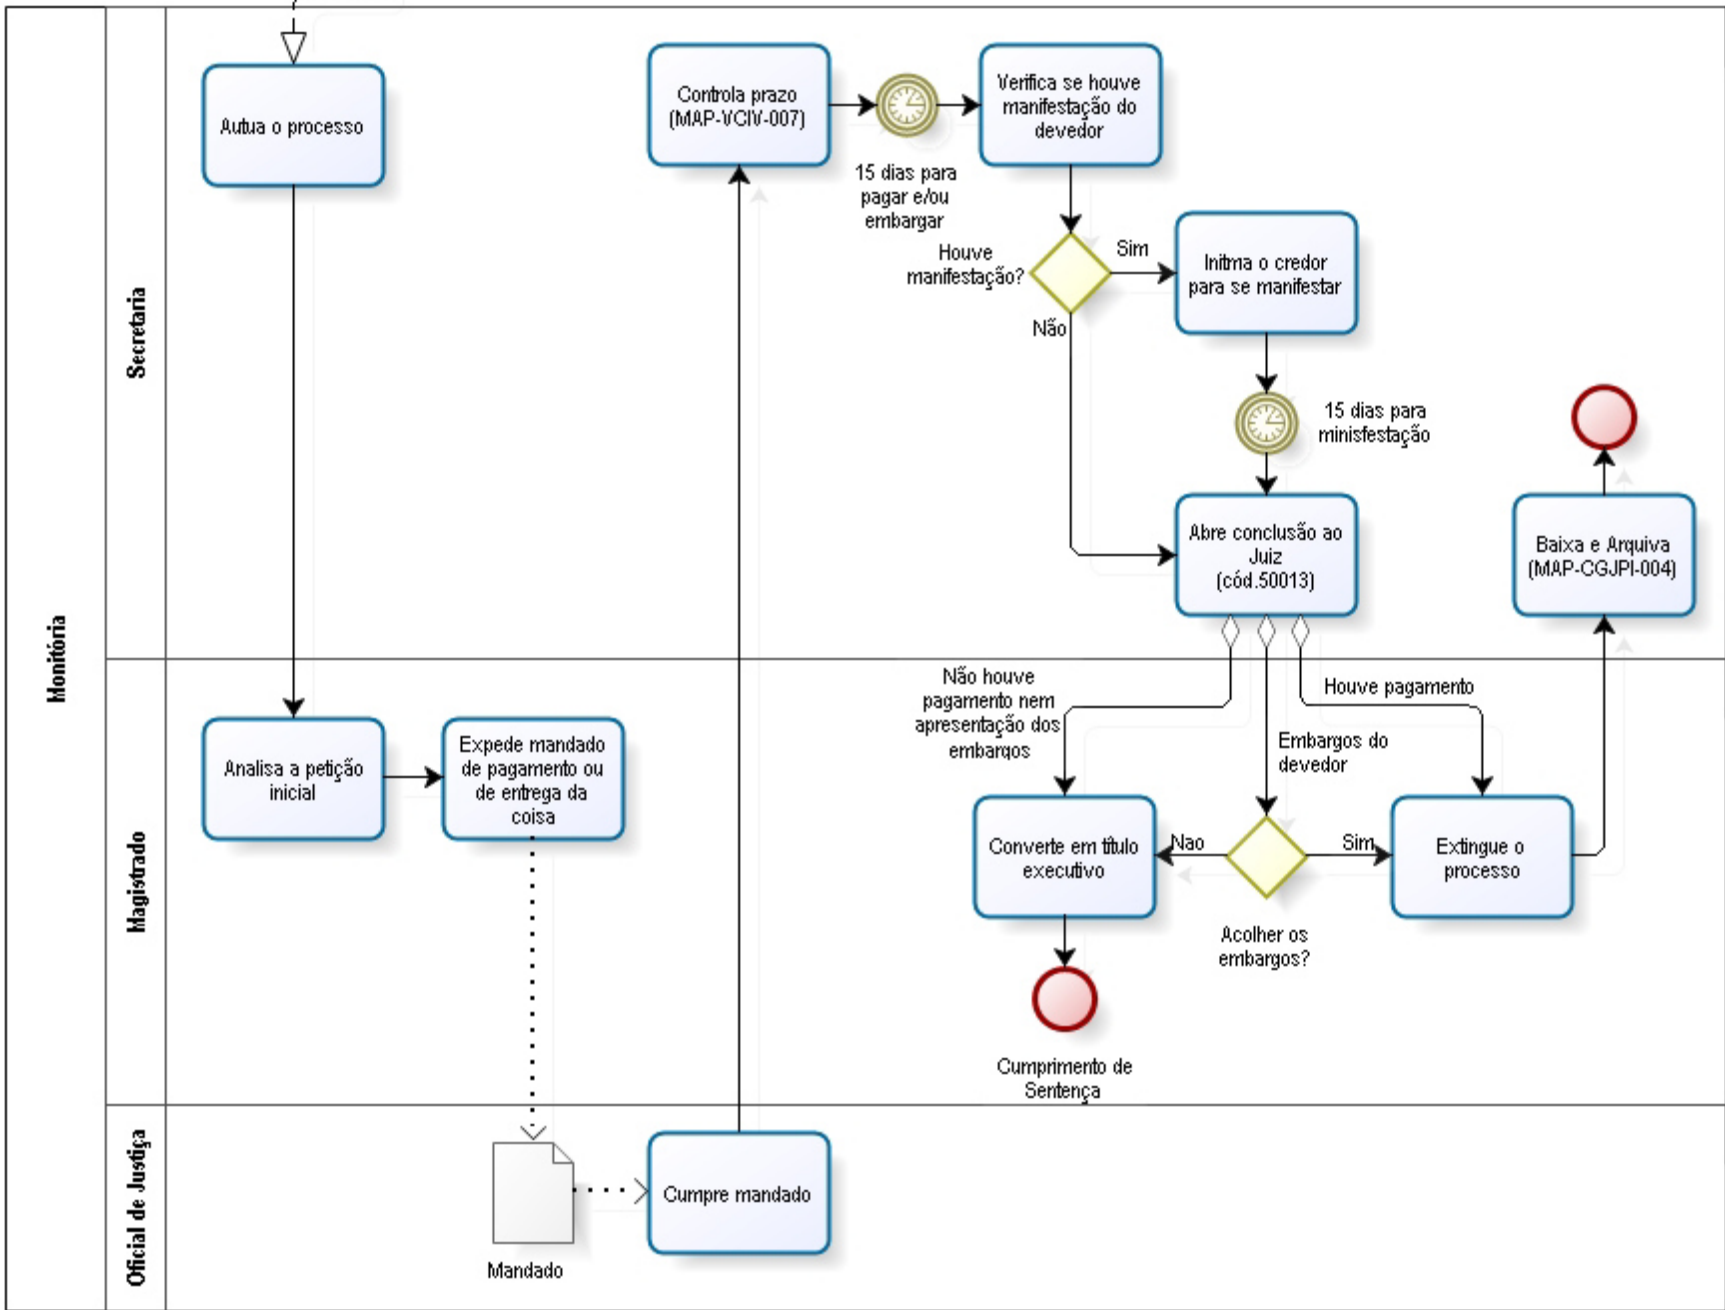 Monitória
Secretaria
Autua o processo
Controla prazo
(MAP-VCIV-007)
15 dias para
pagar e/ou
embargar
Verifica se houve
manifestação do
devedor
Houve
manifestação?
Sim
Não
Initma o credor
para se manifestar
15 dias para
minisfestação
Abre conclusão ao
Juiz
(cód.50013)
Baixa e Arquiva
(MAP-CGJPI-004)
Magistrado
Analisa a petição
inicial
Expede mandado
de pagamento ou
de entrega da
coisa
Não houve
pagamento nem
apresentação dos
embargos
Embargos do
devedor
Houve pagamento
Converte em título
executivo
Nao
Sim
Acolher os
embargos?
Extingue o
processo
Cumprimento de
Sentença
Oficial de Justiça
Mandado
Cumpre mandado